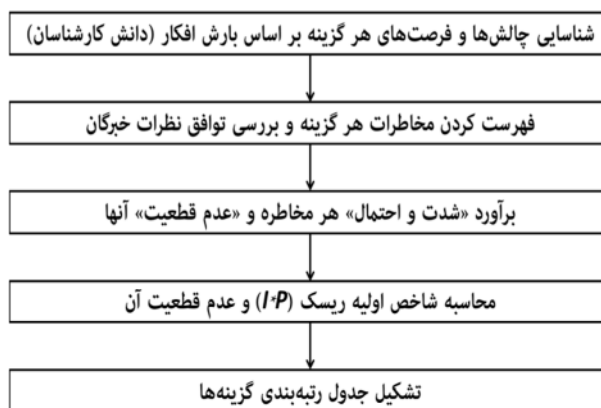 شناسایی چالش‌ها و فرصت‌های هر گزینه بر اساس بارش افکار (دانش کارشناسان)
فهرست کردن مخاطرات هر گزینه و بررسی توافق نظرات خبرگان
برآورد «شدت و احتمال» هر مخاطره و «عدم قطعیت» آنها
محاسبه شاخص اولیه ریسک (I*P) و عدم قطعیت آن
تشکیل جدول رتبه‌بندی گزینه‌ها